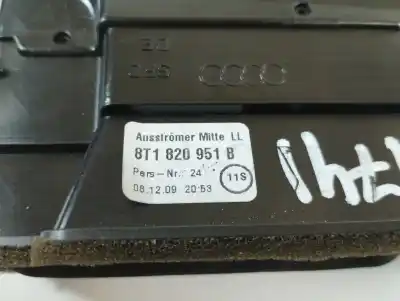 Ausströmer Mitte LL
8T1 820 951 B
Pers-Nr.: 24
11S
08.12.09 20:53